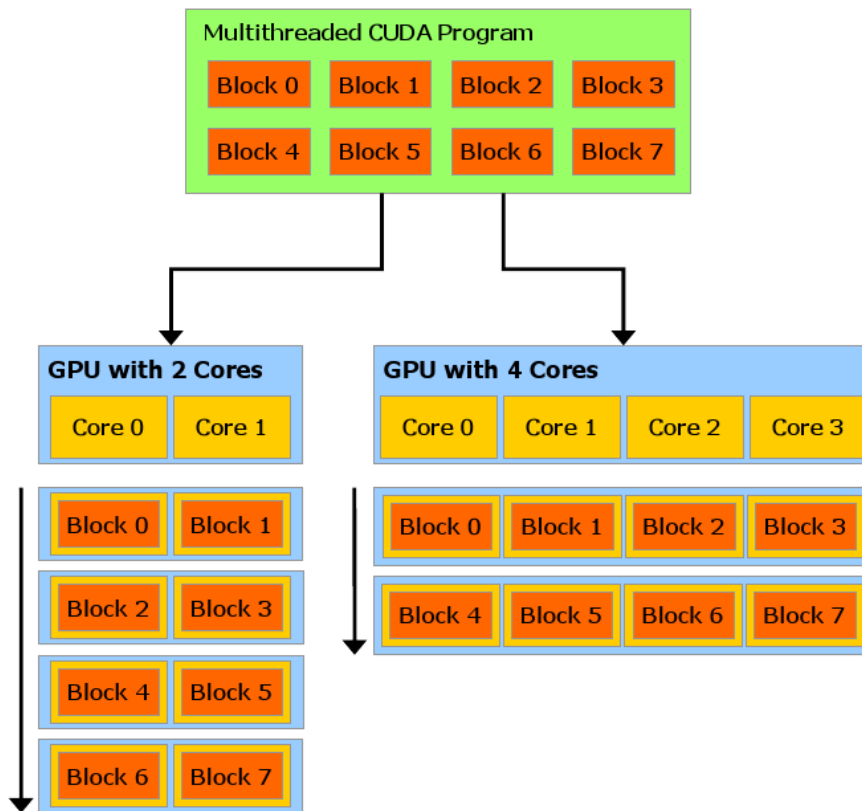 Multithreaded CUDA Program
Block 0 Block 1 Block 2 Block 3
Block 4 Block 5 Block 6 Block 7
GPU with 2 Cores
Core 0 Core 1
Block 0 Block 1
Block 2 Block 3
Block 4 Block 5
Block 6 Block 7
GPU with 4 Cores
Core 0 Core 1 Core 2 Core 3
Block 0 Block 1 Block 2 Block 3
Block 4 Block 5 Block 6 Block 7